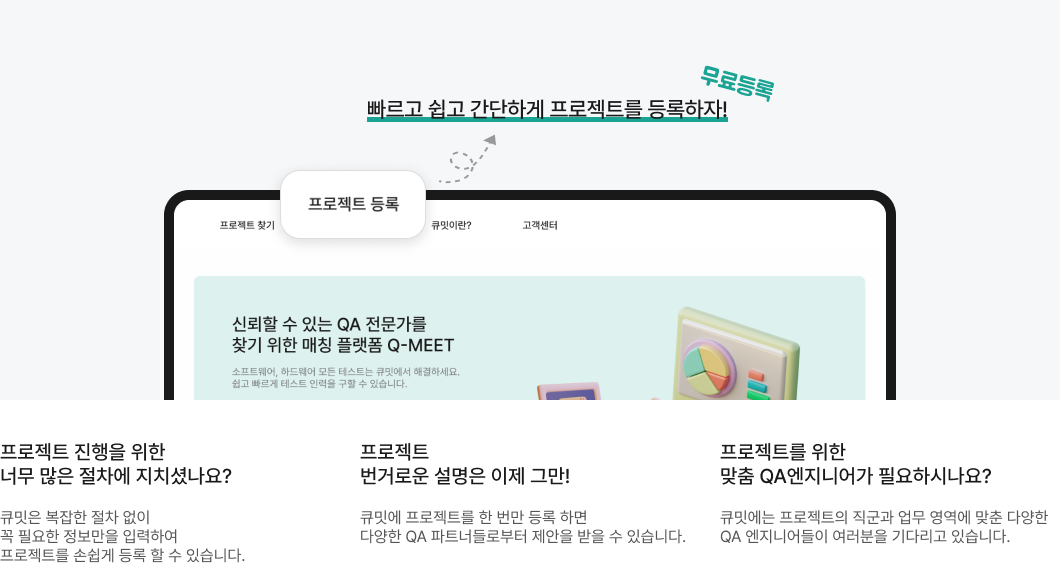 무료등록
빠르고 쉽고 간단하게 프로젝트를 등록하자!
프로젝트 등록
프로젝트 찾기
큐밋이란?
고객센터
신뢰할 수 있는 QA 전문가를
찾기 위한 매칭 플랫폼 Q-MEET
소프트웨어, 하드웨어 모든 테스트는 큐밋에서 해결하세요.
쉽고 빠르게 테스트 인력을 구할 수 있습니다.
프로젝트 진행을 위한
너무 많은 절차에 지치셨나요?
큐밋은 복잡한 절차 없이
꼭 필요한 정보만을 입력하여
프로젝트를 손쉽게 등록 할 수 있습니다.
프로젝트
번거로운 설명은 이제 그만!
큐밋에 프로젝트를 한 번만 등록 하면
다양한 QA 파트너들로부터 제안을 받을 수 있습니다.
프로젝트를 위한
맞춤 QA엔지니어가 필요하시나요?
큐밋에는 프로젝트의 직군과 업무 영역에 맞춘 다양한
QA 엔지니어들이 여러분을 기다리고 있습니다.